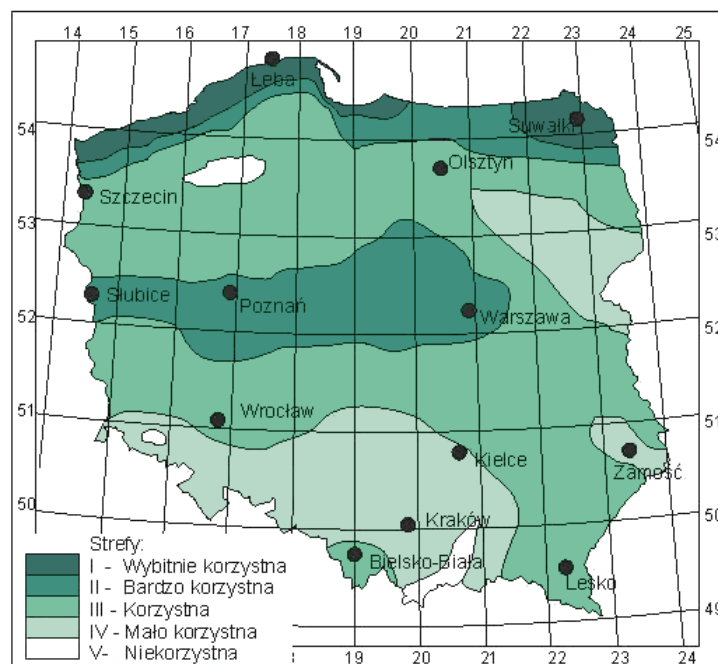 14 15 16 17 18 19 20 21 22 23 24 25
Łeba
54
Suwałki
54
Olsztyn
Szczecin
53
53
Słubice
Poznań
Warszawa
52
52
Wrocław
51
51
Kielce
Zamość
50
50
Kraków
Strefy:
Bielsko-Biała
Lesko
I - Wybitnie korzystna
II - Bardzo korzystna
III - Korzystna
49
IV - Mało korzystna
V- Niekorzystna
19 20 21 22 23 24